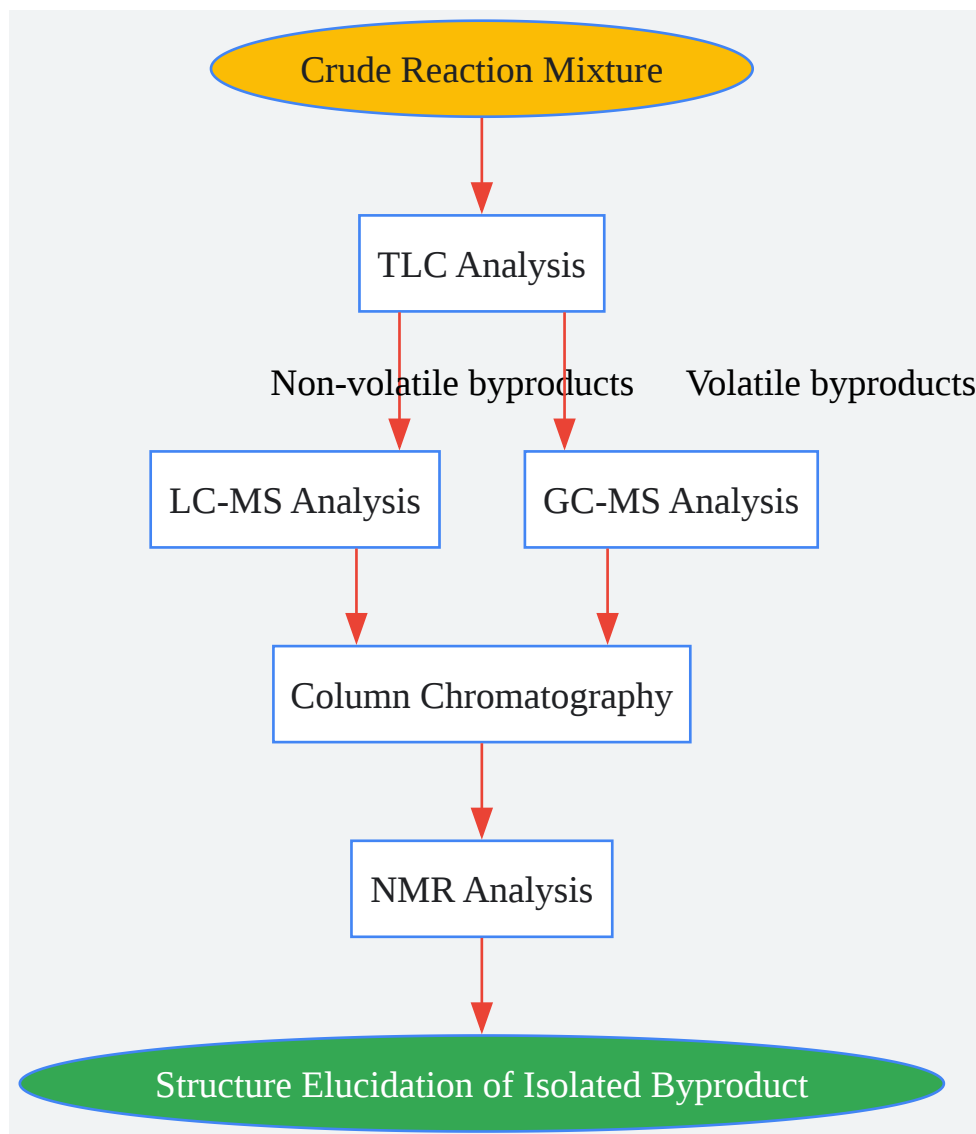 Crude Reaction Mixture
TLC Analysis
Non-volatile byproducts
Volatile byproducts
LC-MS Analysis
GC-MS Analysis
Column Chromatography
NMR Analysis
Structure Elucidation of Isolated Byproduct